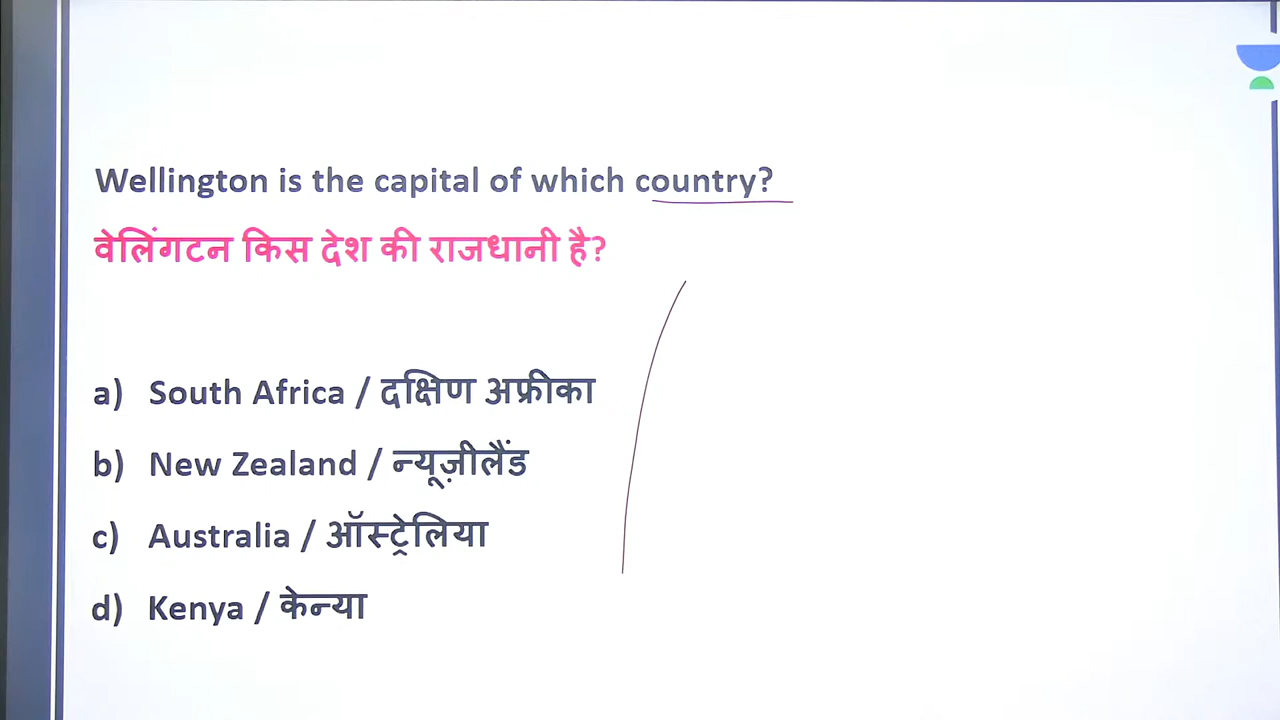 Wellington is the capital of which country?
वेलिंगटन किस देश की राजधानी है?
a) South Africa / दक्षिण अफ्रीका
b) New Zealand / न्यूज़ीलैंड
c) Australia / ऑस्ट्रेलिया
d) Kenya / केन्या